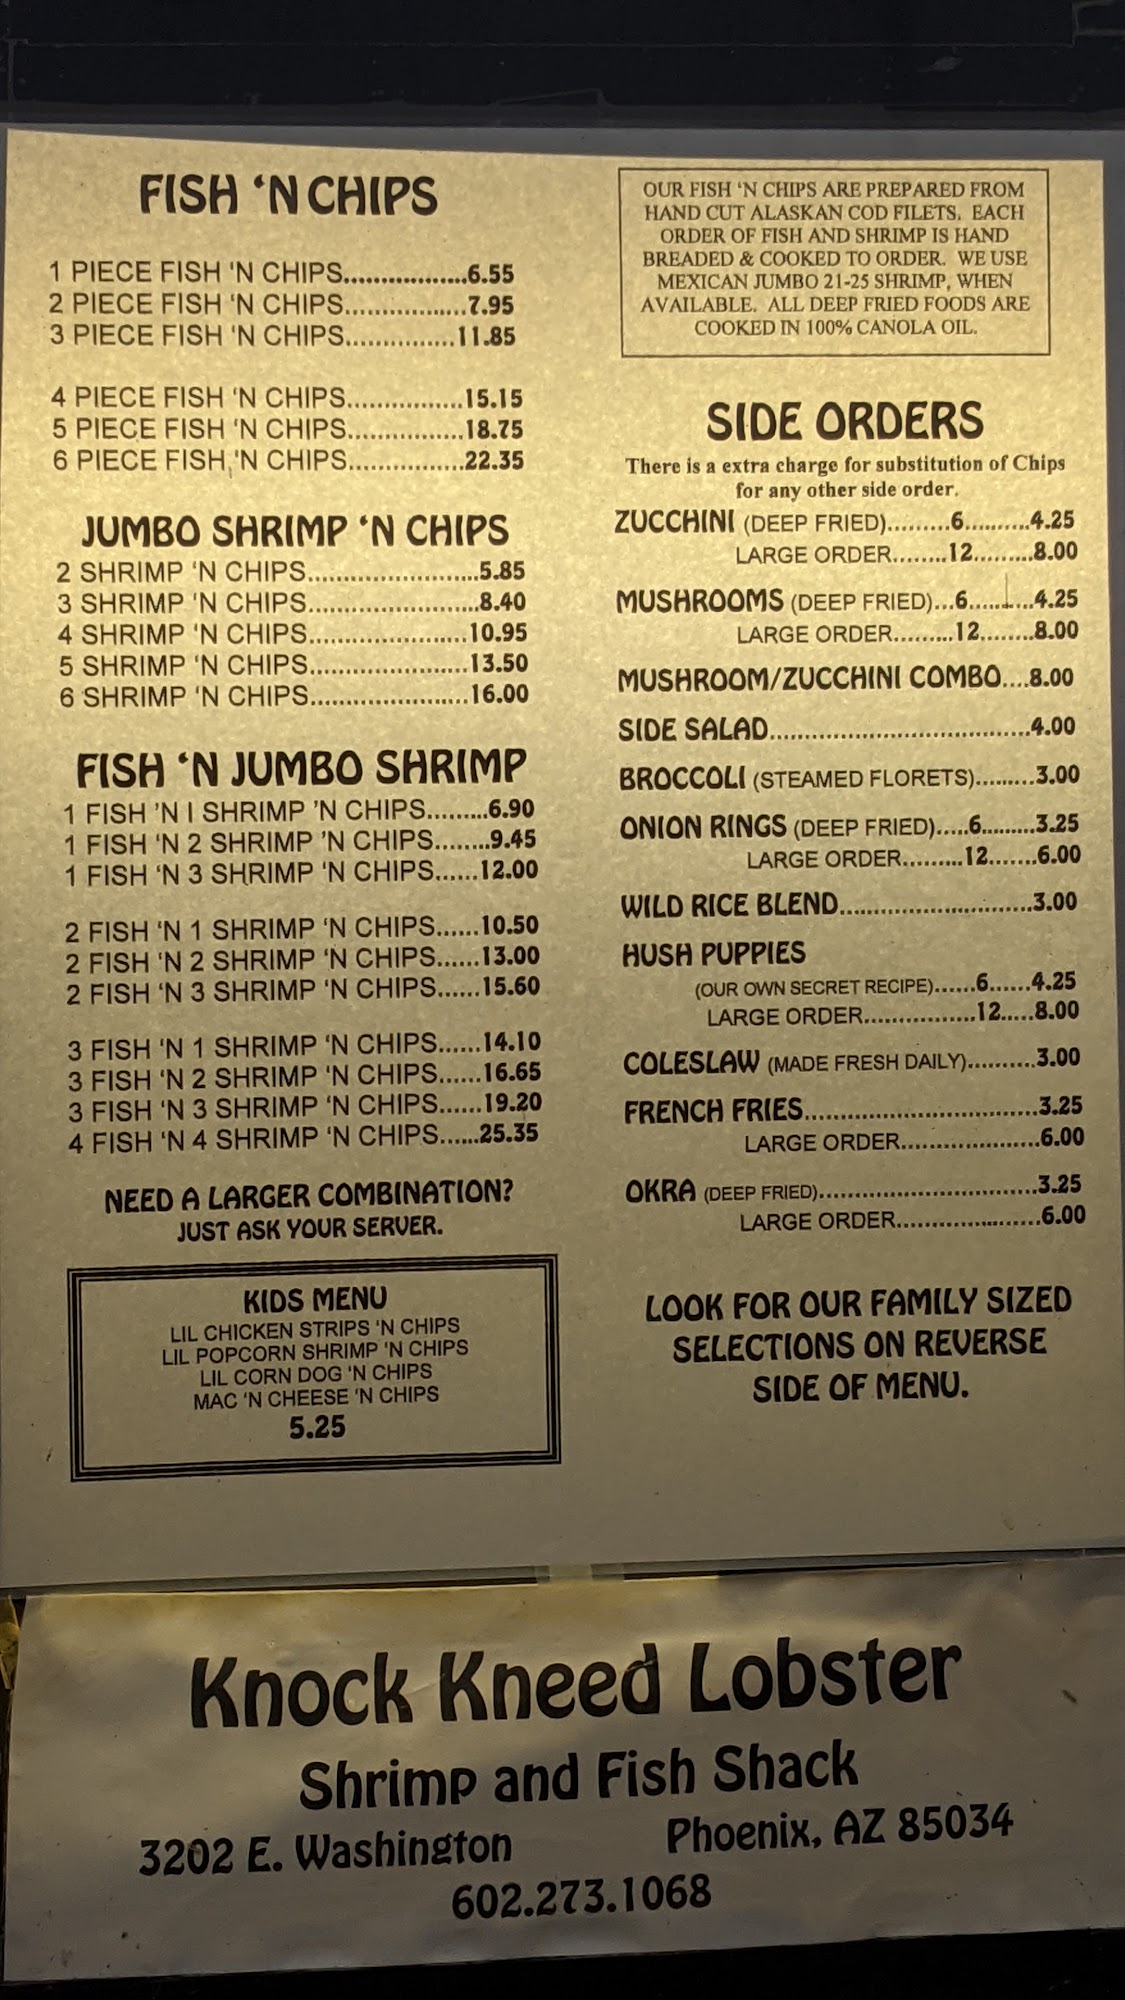 FISH 'N CHIPS
1 PIECE FISH 'N CHIPS.................6.55
2 PIECE FISH 'N CHIPS.................7.95
3 PIECE FISH 'N CHIPS...............11.85
4 PIECE FISH 'N CHIPS................15.15
5 PIECE FISH 'N CHIPS................18.75
6 PIECE FISH 'N CHIPS................22.35
JUMBO SHRIMP 'N CHIPS
2 SHRIMP 'N CHIPS........................5.85
3 SHRIMP 'N CHIPS........................8.40
4 SHRIMP 'N CHIPS......................10.95
5 SHRIMP 'N CHIPS......................13.50
6 SHRIMP 'N CHIPS......................16.00
FISH 'N JUMBO SHRIMP
1 FISH 'N I SHRIMP 'N CHIPS.........6.90
1 FISH 'N 2 SHRIMP 'N CHIPS........9.45
1 FISH 'N 3 SHRIMP 'N CHIPS......12.00
2 FISH 'N 1 SHRIMP 'N CHIPS......10.50
2 FISH 'N 2 SHRIMP 'N CHIPS......13.00
2 FISH 'N 3 SHRIMP 'N CHIPS......15.60
3 FISH 'N 1 SHRIMP 'N CHIPS......14.10
3 FISH 'N 2 SHRIMP 'N CHIPS......16.65
3 FISH 'N 3 SHRIMP 'N CHIPS......19.20
4 FISH 'N 4 SHRIMP 'N CHIPS......25.35
NEED A LARGER COMBINATION?
JUST ASK YOUR SERVER.
KIDS MENU
LIL CHICKEN STRIPS 'N CHIPS
LIL POPCORN SHRIMP 'N CHIPS
LIL CORN DOG 'N CHIPS
MAC 'N CHEESE 'N CHIPS
5.25
OUR FISH 'N CHIPS ARE PREPARED FROM
HAND CUT ALASKAN COD FILETS. EACH
ORDER OF FISH AND SHRIMP IS HAND
BREADED & COOKED TO ORDER. WE USE
MEXICAN JUMBO 21-25 SHRIMP, WHEN
AVAILABLE. ALL DEEP FRIED FOODS ARE
COOKED IN 100% CANOLA OIL.
SIDE ORDERS
There is a extra charge for substitution of Chips
for any other side order.
ZUCCHINI (DEEP FRIED).........6..........4.25
LARGE ORDER........12.........8.00
MUSHROOMS (DEEP FRIED)...6..........4.25
LARGE ORDER.........12........8.00
MUSHROOM/ZUCCHINI COMBO....8.00
SIDE SALAD.....................................4.00
BROCCOLI (STEAMED FLORETS).........3.00
ONION RINGS (DEEP FRIED).....6.........3.25
LARGE ORDER.........12.......6.00
WILD RICE BLEND...........................3.00
HUSH PUPPIES
(OUR OWN SECRET RECIPE)......6......4.25
LARGE ORDER................12.....8.00
COLESLAW (MADE FRESH DAILY)..........3.00
FRENCH FRIES.................................3.25
LARGE ORDER....................6.00
OKRA (DEEP FRIED)................................3.25
LARGE ORDER.....................6.00
LOOK FOR OUR FAMILY SIZED
SELECTIONS ON REVERSE
SIDE OF MENU.
Knock Kneed Lobster
Shrimp and Fish Shack
3202 E. Washington Phoenix, AZ 85034
602.273.1068